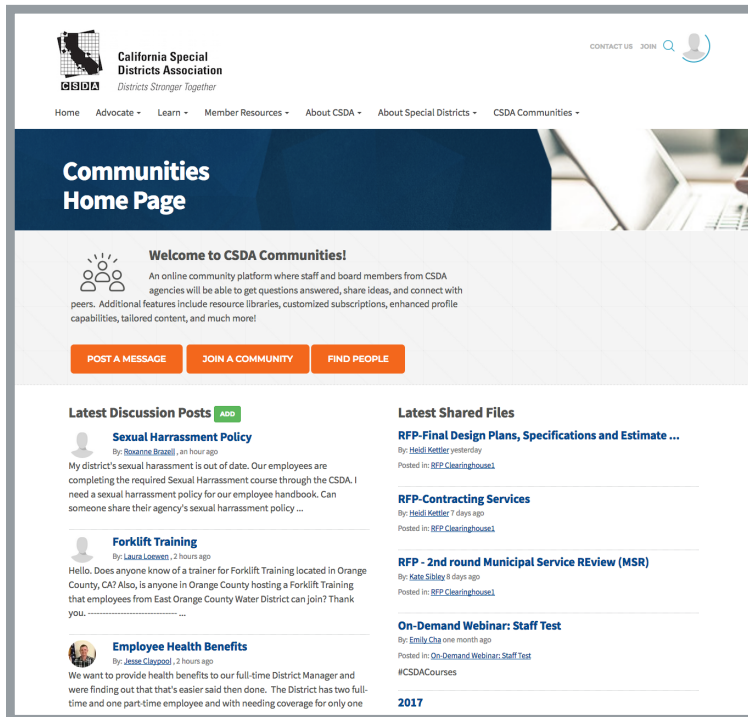 CSDA
California Special
Districts Association
Districts Stronger Together
CONTACT US JOIN
Home Advocate Learn Member Resources About CSDA About Special Districts CSDA Communities
Communities
Home Page
Welcome to CSDA Communities!
An online community platform where staff and board members from CSDA
agencies will be able to get questions answered, share ideas, and connect with
peers. Additional features include resource libraries, customized subscriptions, enhanced profile
capabilities, tailored content, and much more!
POST A MESSAGE JOIN A COMMUNITY FIND PEOPLE
Latest Discussion Posts ADD
Sexual Harrassment Policy
By: Roxanne Brazell , an hour ago
My district's sexual harassment is out of date. Our employees are
completing the required Sexual Harrassment course through the CSDA. I
need a sexual harrassment policy for our employee handbook. Can
someone share their agency's sexual harrassment policy ...
Forklift Training
By: Laura Loewen , 2 hours ago
Hello. Does anyone know of a trainer for Forklift Training located in Orange
County, CA? Also, is anyone in Orange County hosting a Forklift Training
that employees from East Orange County Water District can join? Thank
you. ------------------------------ ...
Employee Health Benefits
By: Jesse Claypool , 2 hours ago
We want to provide health benefits to our full-time District Manager and
were finding out that that's easier said then done. The District has two full-
time and one part-time employee and with needing coverage for only one
Latest Shared Files
RFP-Final Design Plans, Specifications and Estimate ...
By: Heidi Kettler yesterday
Posted in: RFP Clearinghouse1
RFP-Contracting Services
By: Heidi Kettler 7 days ago
Posted in: RFP Clearinghouse1
RFP - 2nd round Municipal Service REview (MSR)
By: Kate Sibley 8 days ago
Posted in: RFP Clearinghouse1
On-Demand Webinar: Staff Test
By: Emily Cha one month ago
Posted in: On-Demand Webinar: Staff Test
#CSDACourses
2017